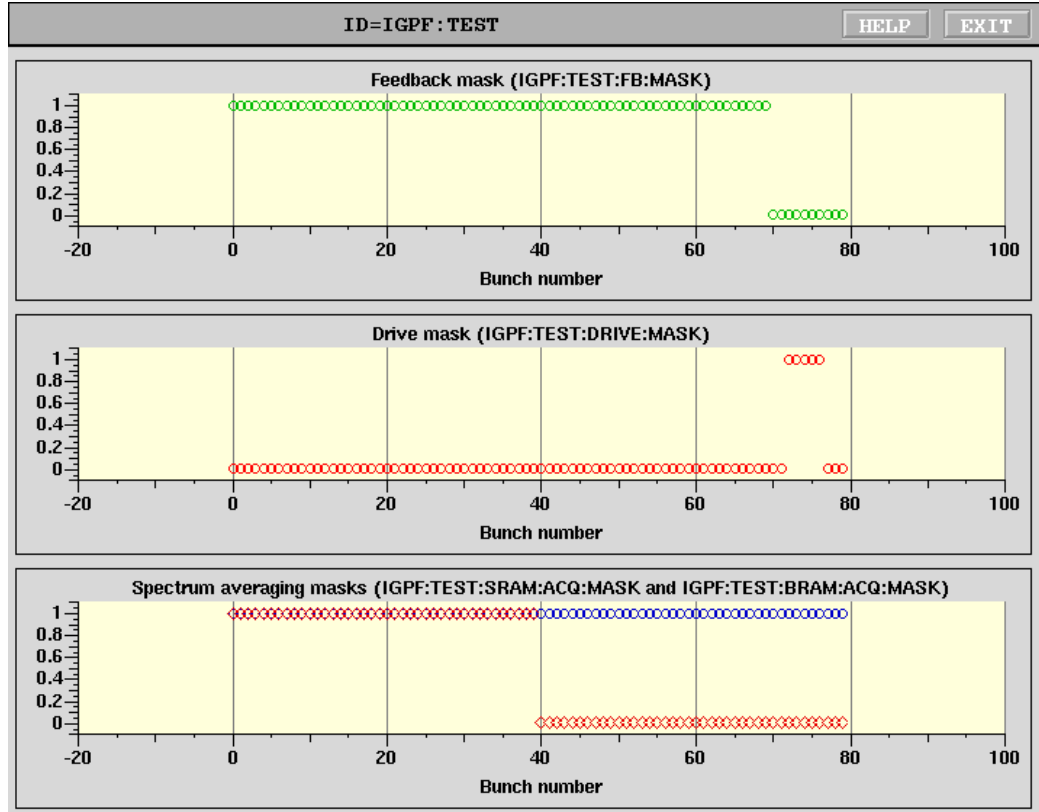 ID=IGPF:TEST HELP EXIT
Feedback mask (IGPF:TEST:FB:MASK)
1
0.8
0.6
0.4
0.2
0
-20 0 20 40 60 80 100
Bunch number
Drive mask (IGPF:TEST:DRIVE:MASK)
1
0.8
0.6
0.4
0.2
0
-20 0 20 40 60 80 100
Bunch number
Spectrum averaging masks (IGPF:TEST:SRAM:ACQ:MASK and IGPF:TEST:BRAM:ACQ:MASK)
1
0.8
0.6
0.4
0.2
0
-20 0 20 40 60 80 100
Bunch number